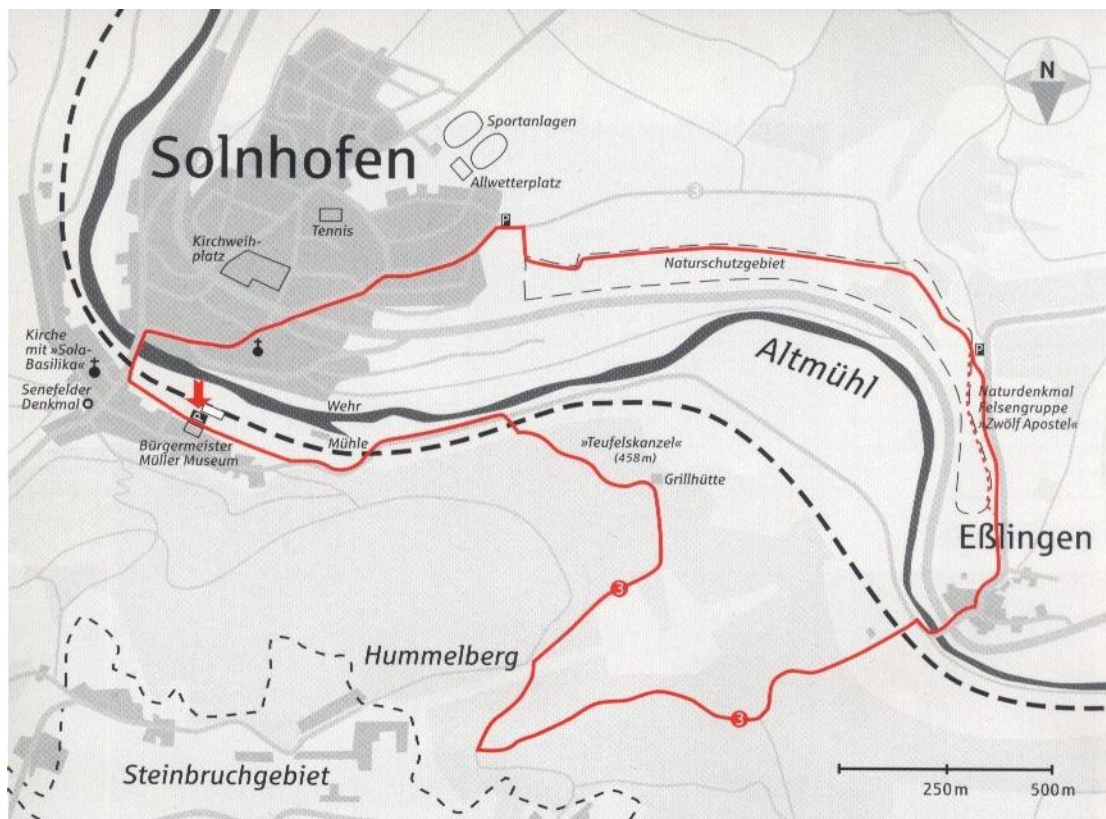 N
Sportanlagen
Solnhofen
Allwetterplatz
3
P
Tennis
Kirchweih-
platz
Naturschutzgebiet
Kirche
mit »Sola-
Basilika«
Altmühl
P
Senefelder
Denkmal
Naturdenkmal
Felsengruppe
»Zwölf Apostel«
Wehr
P
Mühle
Bürgermeister
Müller Museum
»Teufelskanzel«
(458 m)
Grillhütte
Eßlingen
3
Hummelberg
3
Steinbruchgebiet
250 m
500 m